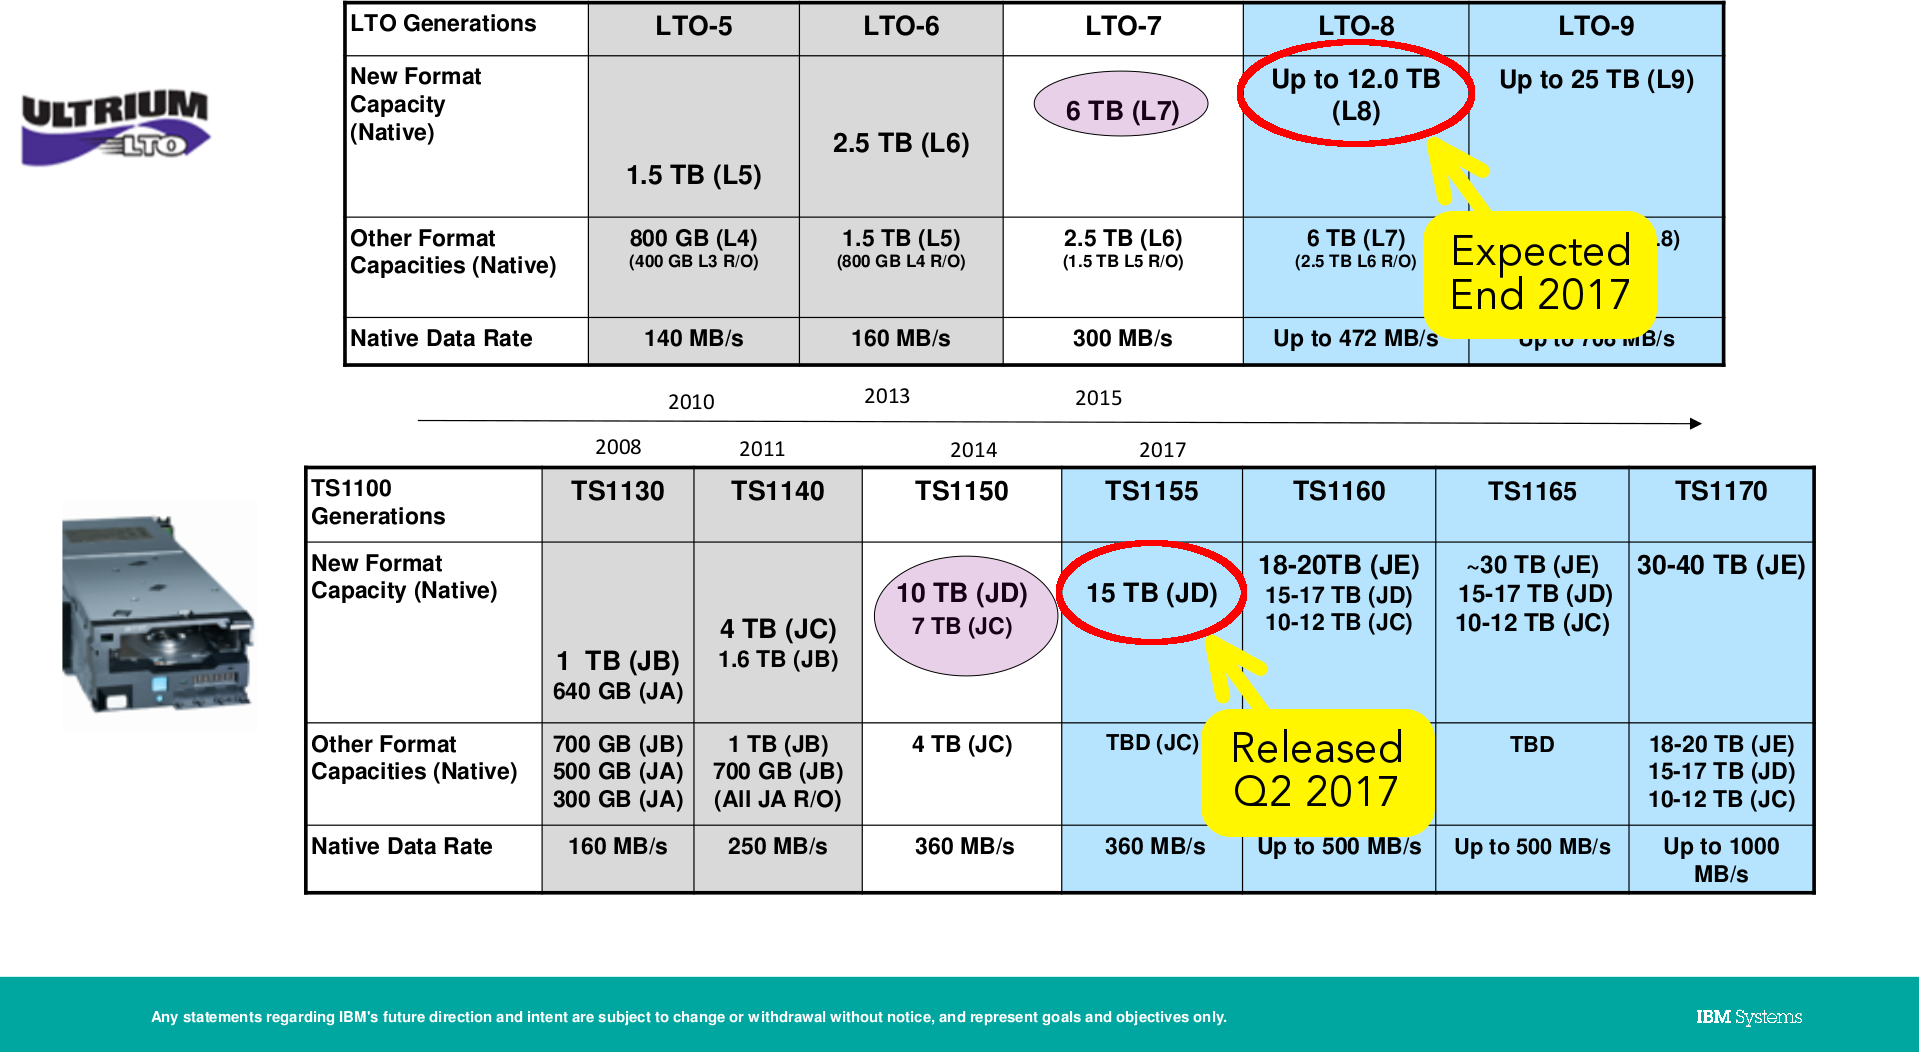 LTO Generations
LTO-5
LTO-6
LTO-7
LTO-8
LTO-9
New Format
Capacity
(Native)
1.5 TB (L5)
2.5 TB (L6)
6 TB (L7)
Up to 12.0 TB
(L8)
Up to 25 TB (L9)
ULTRIUM
LTO
Other Format
Capacities (Native)
800 GB (L4)
(400 GB L3 R/O)
1.5 TB (L5)
(800 GB L4 R/O)
2.5 TB (L6)
(1.5 TB L5 R/O)
6 TB (L7)
(2.5 TB L6 R/O)
Expected
End 2017
Native Data Rate
140 MB/s
160 MB/s
300 MB/s
Up to 472 MB/s
MB/s
2010
2013
2015
2008
2011
2014
2017
TS1100
Generations
TS1130
TS1140
TS1150
TS1155
TS1160
TS1165
TS1170
New Format
Capacity (Native)
1 TB (JB)
640 GB (JA)
4 TB (JC)
1.6 TB (JB)
10 TB (JD)
7 TB (JC)
15 TB (JD)
18-20TB (JE)
15-17 TB (JD)
10-12 TB (JC)
~30 TB (JE)
15-17 TB (JD)
10-12 TB (JC)
30-40 TB (JE)
Other Format
Capacities (Native)
700 GB (JB)
500 GB (JA)
300 GB (JA)
1 TB (JB)
700 GB (JB)
(All JA R/O)
4 TB (JC)
TBD (JC)
Released
Q2 2017
TBD
18-20 TB (JE)
15-17 TB (JD)
10-12 TB (JC)
Native Data Rate
160 MB/s
250 MB/s
360 MB/s
360 MB/s
Up to 500 MB/s
Up to 500 MB/s
Up to 1000
MB/s
Any statements regarding IBM's future direction and intent are subject to change or withdrawal without notice, and represent goals and objectives only.
IBM Systems